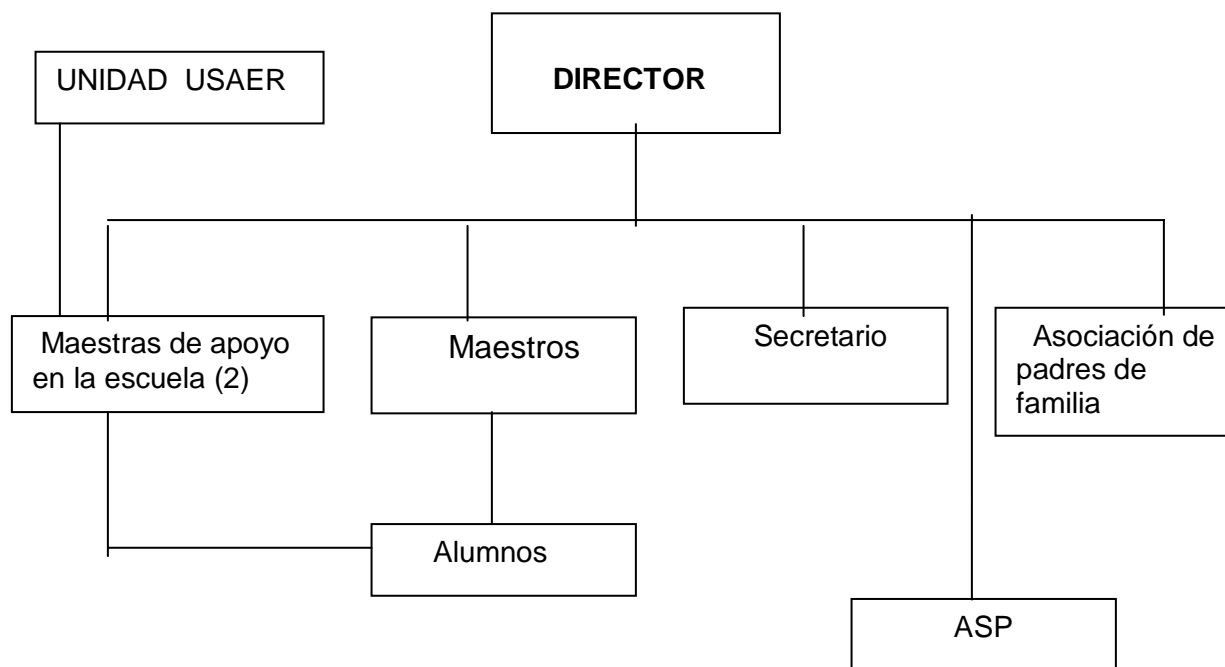 UNIDAD USAER
DIRECTOR
Maestras de apoyo
en la escuela (2)
Maestros
Secretario
Asociación de
padres de
familia
Alumnos
ASP